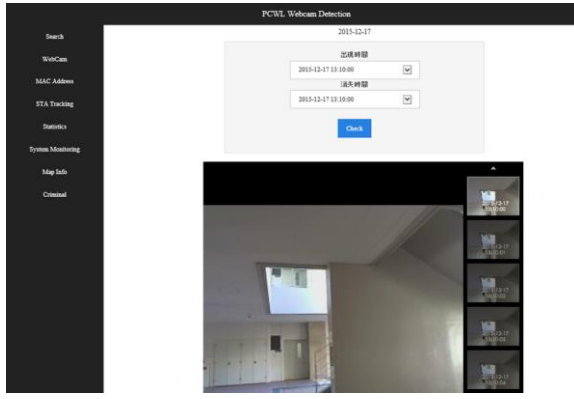 PCWL Webcam Detection
Search
WebCam
MAC Address
STA Tracking
Statistics
System Monitoring
Map Info
Criminal
2015-12-17
出現時間
2015-12-17 13:10:00
消失時間
2015-12-17 13:10:00
Check